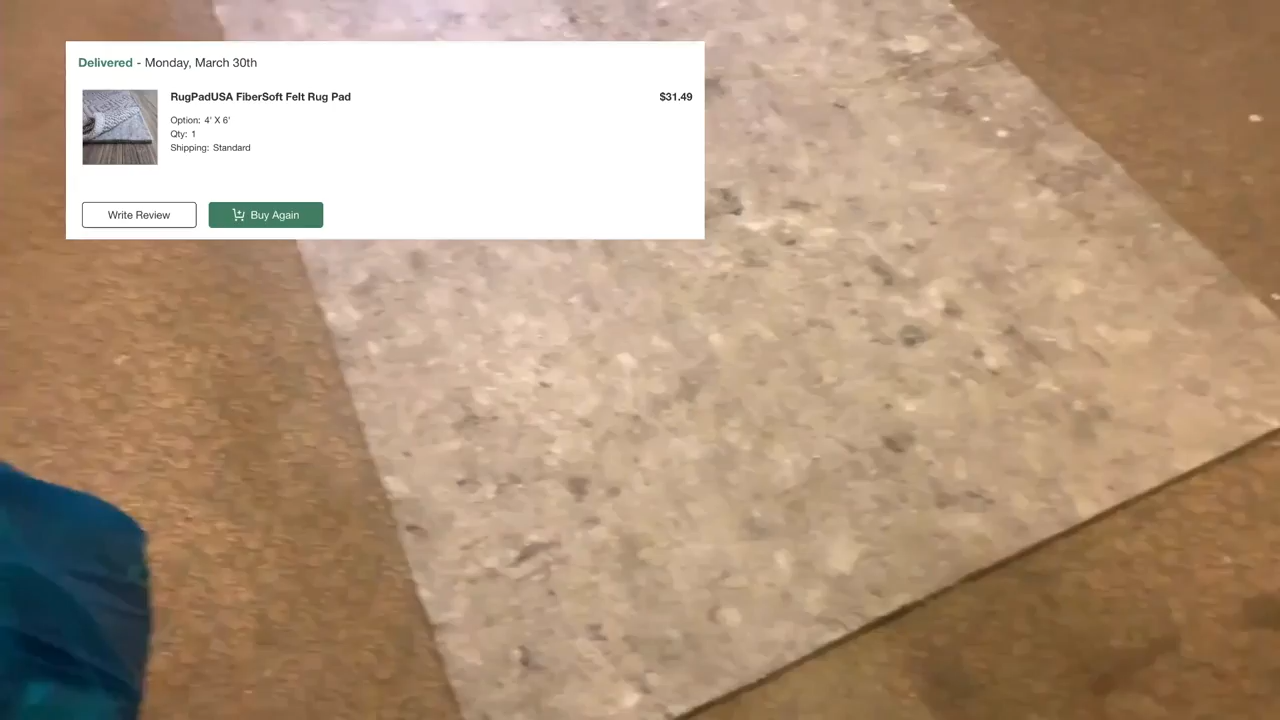 Delivered - Monday, March 30th
RugPadUSA FiberSoft Felt Rug Pad
$31.49
Option: 4' X 6'
Qty: 1
Shipping: Standard
Write Review
Buy Again